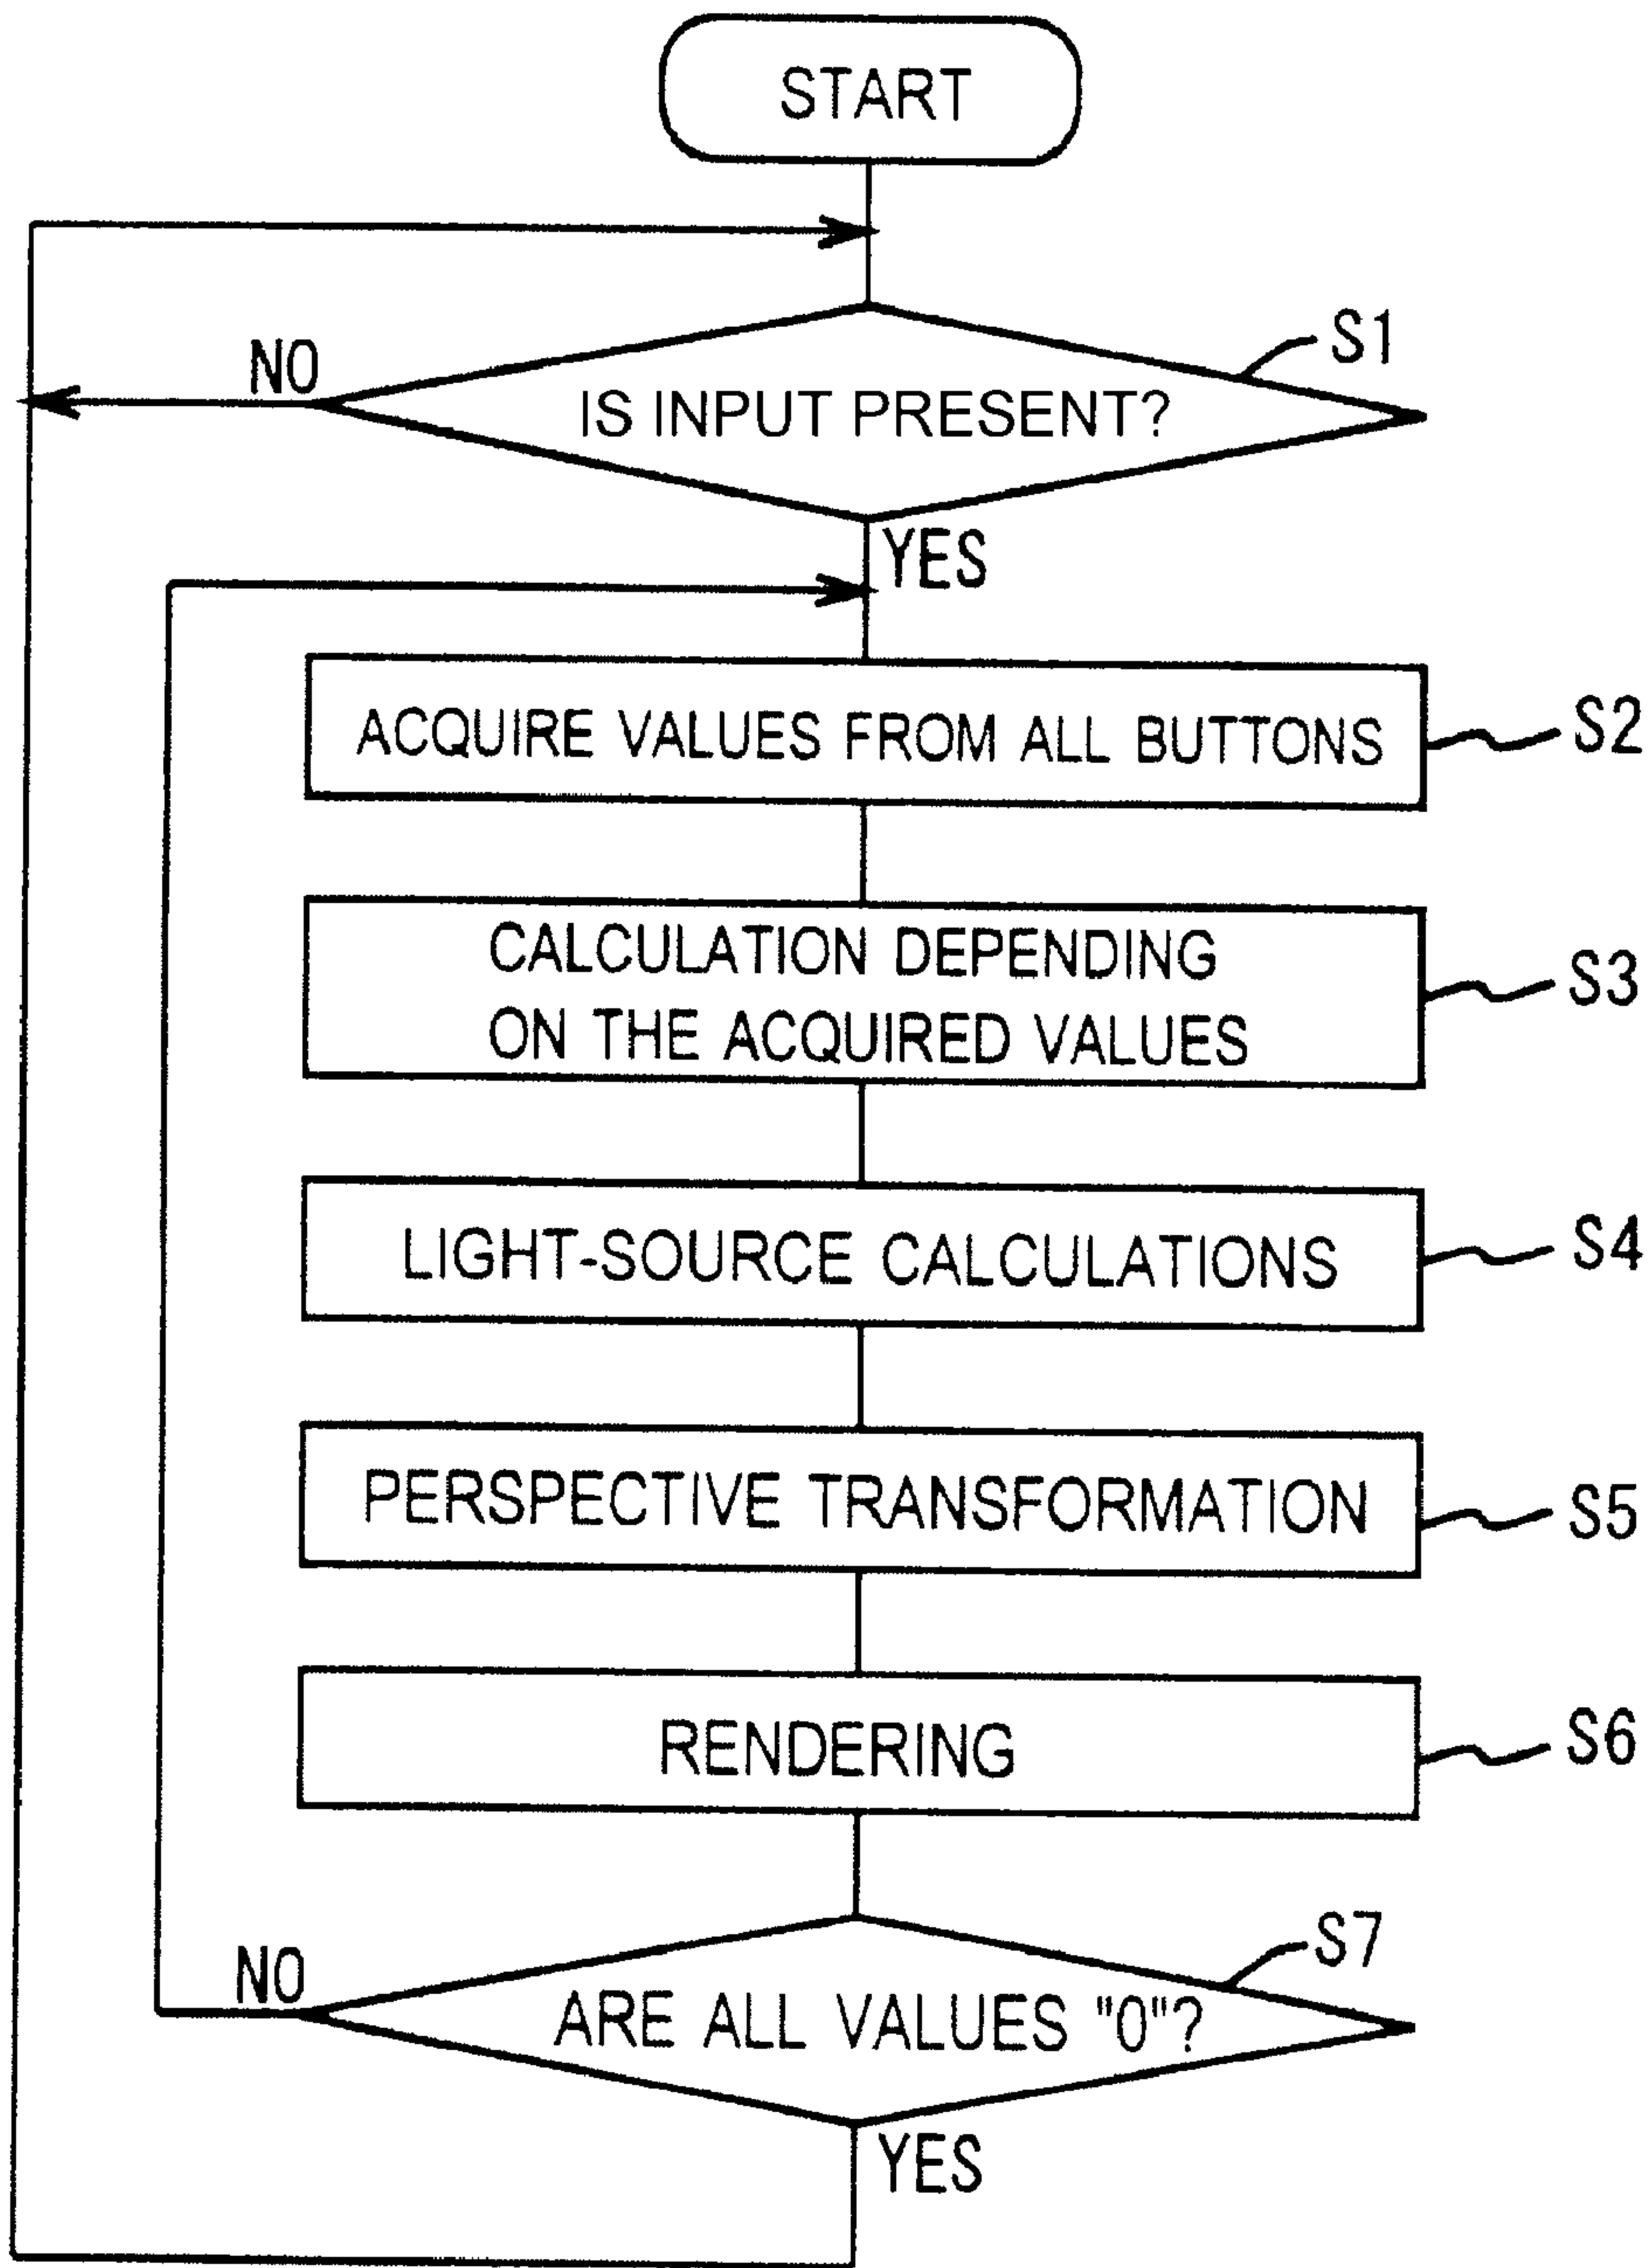 START
S1
NO
IS INPUT PRESENT?
YES
ACQUIRE VALUES FROM ALL BUTTONS
S2
CALCULATION DEPENDING
ON THE ACQUIRED VALUES
S3
LIGHT-SOURCE CALCULATIONS
S4
PERSPECTIVE TRANSFORMATION
S5
RENDERING
S6
S7
NO
ARE ALL VALUES "0"?
YES